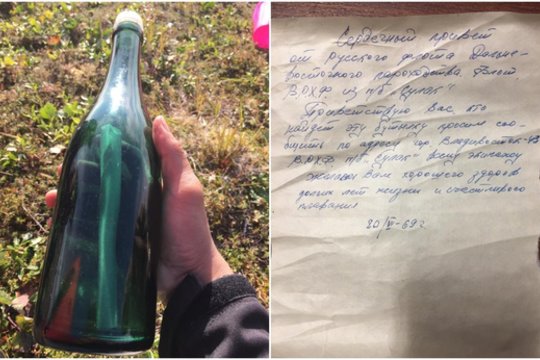 Сердечный привет
от русского флота Дальне-
восточного пароходства. Флот
В.Р.Х.Ф. из п/б "Сулак"
Приветствую Вас, кто
найдет эту бутылку просим соо-
бщить по адресу гор. Владивосток-43
В.Р.Х.Ф. п/б-"Сулак" всему экипажу
Желаем Вам хорошего здоровья
долгих лет жизни и счастливого
плавания
20/VI-69 г